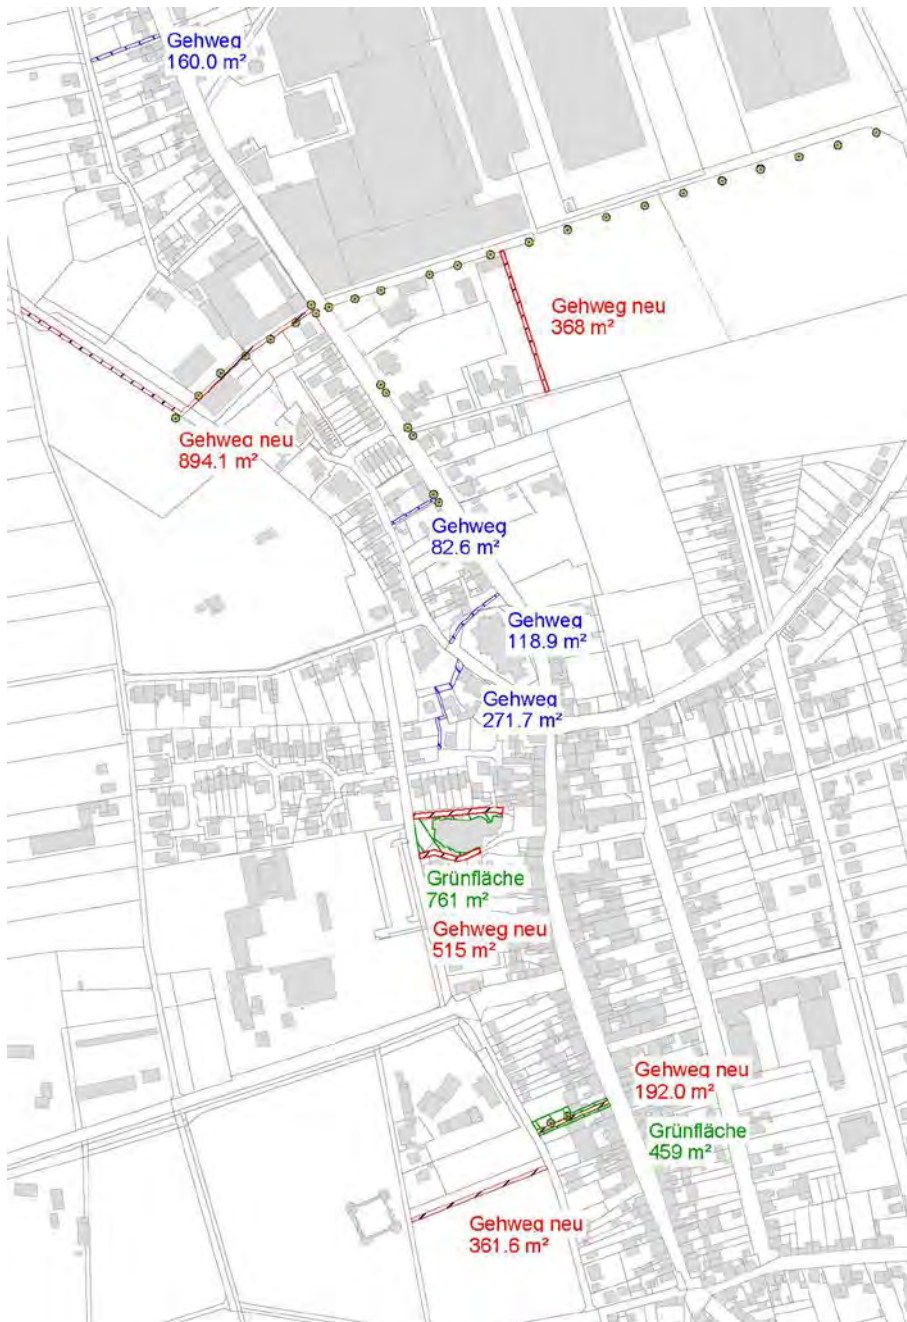 Gehweg
160.0 m²
Gehweg neu
368 m²
Gehweg neu
894.1 m²
Gehweg
82.6 m²
Gehweg
118.9 m²
Gehweg
271.7 m²
Grünfläche
761 m²
Gehweg neu
515 m²
Gehweg neu
192.0 m²
Grünfläche
459 m²
Gehweg neu
361.6 m²